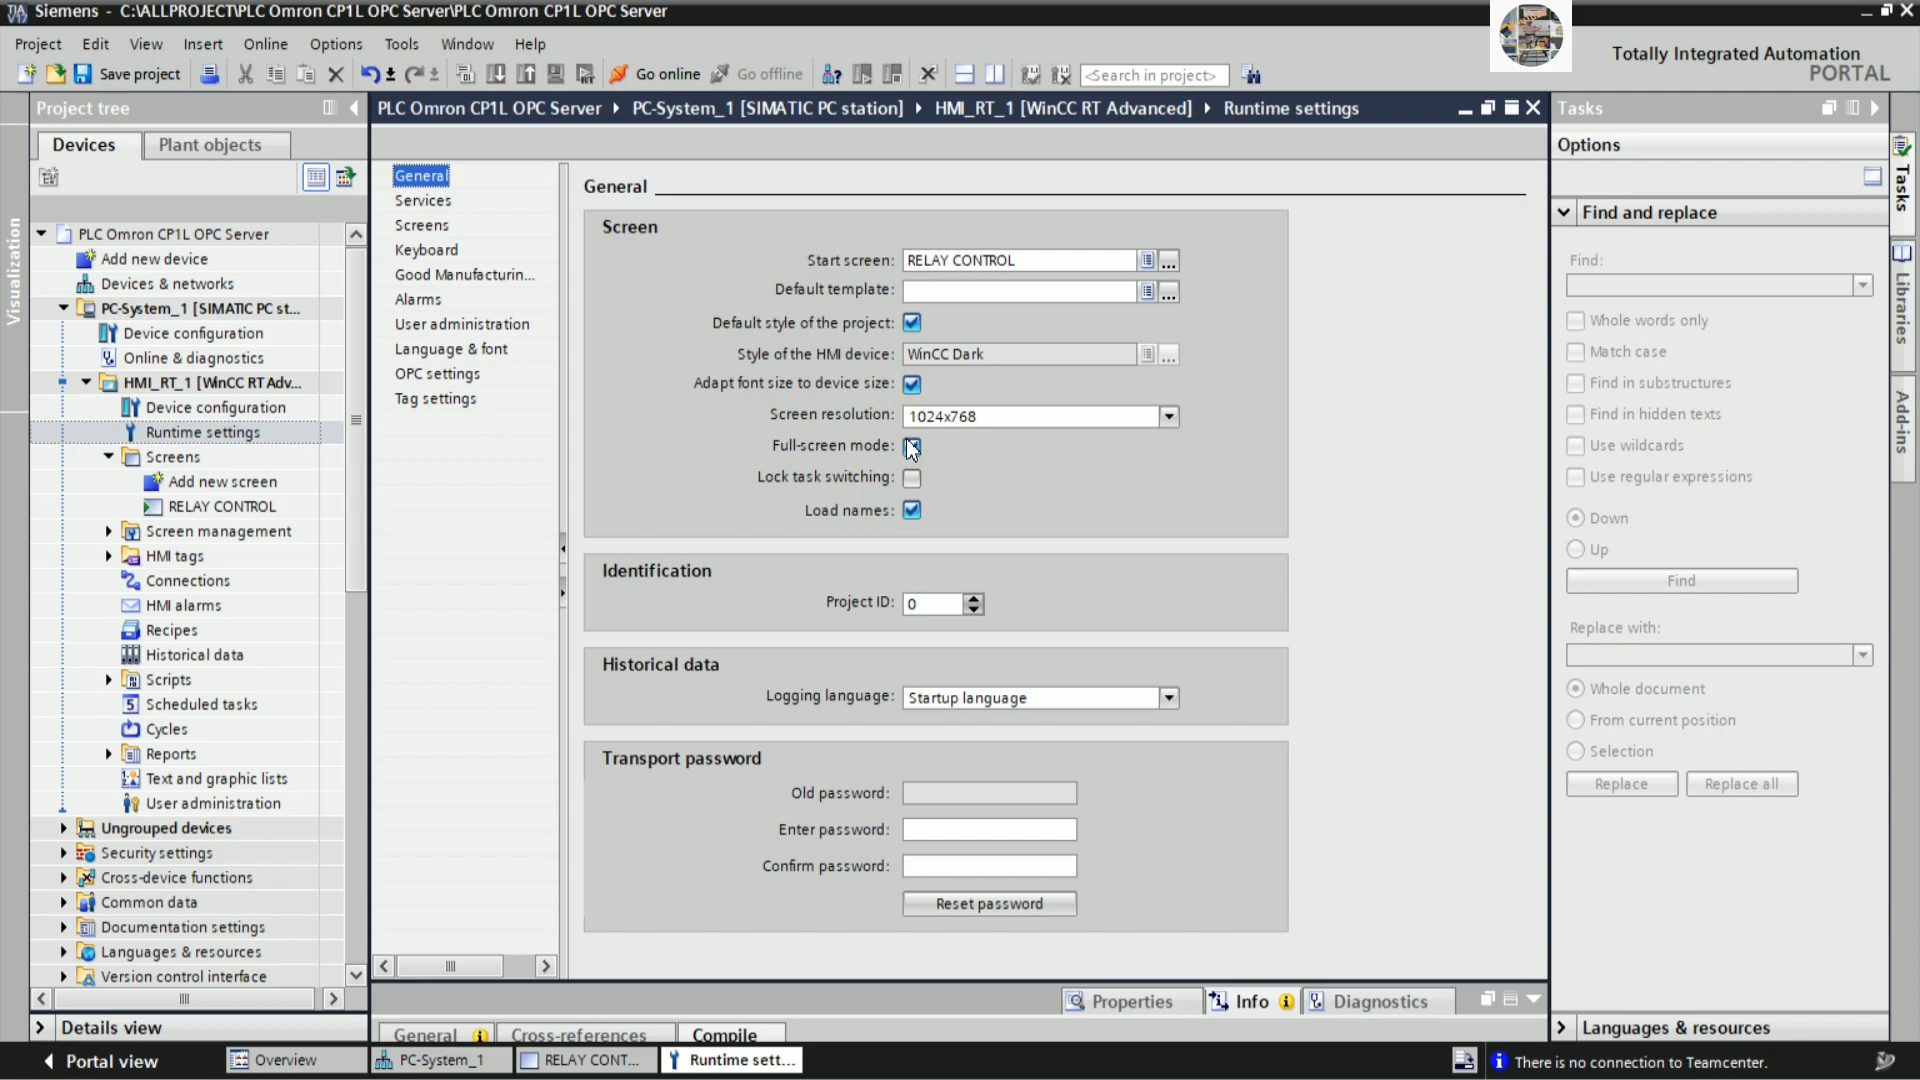 Siemens - C:\ALLPROJECT\PLC Omron CP1L OPC Server\PLC Omron CP1L OPC Server
Project Edit View Insert Online Options Tools Window Help
Totally Integrated Automation
PORTAL
Save project
Go online
Go offline
<Search in project>
Project tree
PLC Omron CP1L OPC Server
PC-System_1 [SIMATIC PC station]
HMI_RT_1 [WinCC RT Advanced]
Runtime settings
Tasks
Devices
Plant objects
Visualization
PLC Omron CP1L OPC Server
Add new device
Devices & networks
PC-System_1 [SIMATIC PC st...
Device configuration
Online & diagnostics
HMI_RT_1 [WinCC RT Adv...
Device configuration
Runtime settings
Screens
Add new screen
RELAY CONTROL
Screen management
HMI tags
Connections
HMI alarms
Recipes
Historical data
Scripts
Scheduled tasks
Cycles
Reports
Text and graphic lists
User administration
Ungrouped devices
Security settings
Cross-device functions
Common data
Documentation settings
Languages & resources
Version control interface
Details view
General
Services
Screens
Keyboard
Good Manufacturin...
Alarms
User administration
Language & font
OPC settings
Tag settings
General
Screen
Start screen: RELAY CONTROL
Default template:
Default style of the project:
Style of the HMI device: WinCC Dark
Adapt font size to device size:
Screen resolution: 1024x768
Full-screen mode:
Lock task switching:
Load names:
Identification
Project ID: 0
Historical data
Logging language: Startup language
Transport password
Old password:
Enter password:
Confirm password:
Reset password
Properties
Info
Diagnostics
General
Cross-references
Compile
Options
Find and replace
Find:
Whole words only
Match case
Find in substructures
Find in hidden texts
Use wildcards
Use regular expressions
Down
Up
Find
Replace with:
Whole document
From current position
Selection
Replace
Replace all
Languages & resources
Tasks
Libraries
Add-ins
Portal view
Overview
PC-System_1
RELAY CONT...
Runtime sett...
There is no connection to Teamcenter.